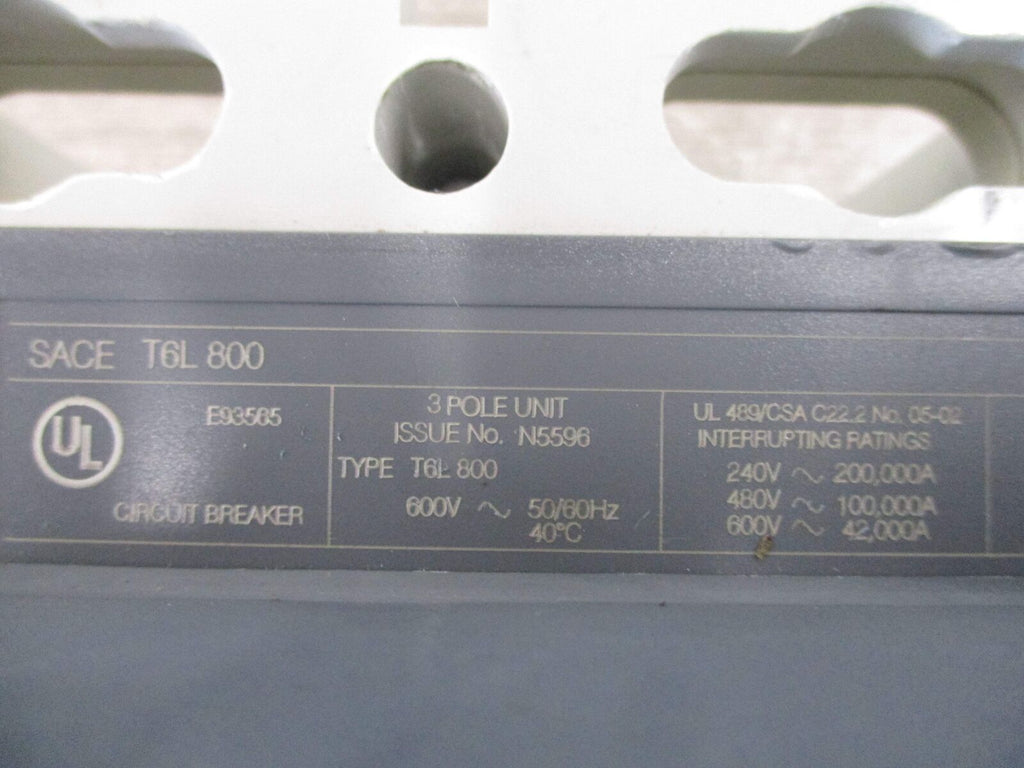 SACE T6L 800
UL
E93565
CIRCUIT BREAKER
3 POLE UNIT
ISSUE No. N5596
TYPE T6L 800
600V ~ 50/60Hz
40°C
UL 489/CSA C22.2 No. 05-02
INTERRUPTING RATINGS
240V ~ 200,000A
480V ~ 100,000A
600V ~ 42,000A